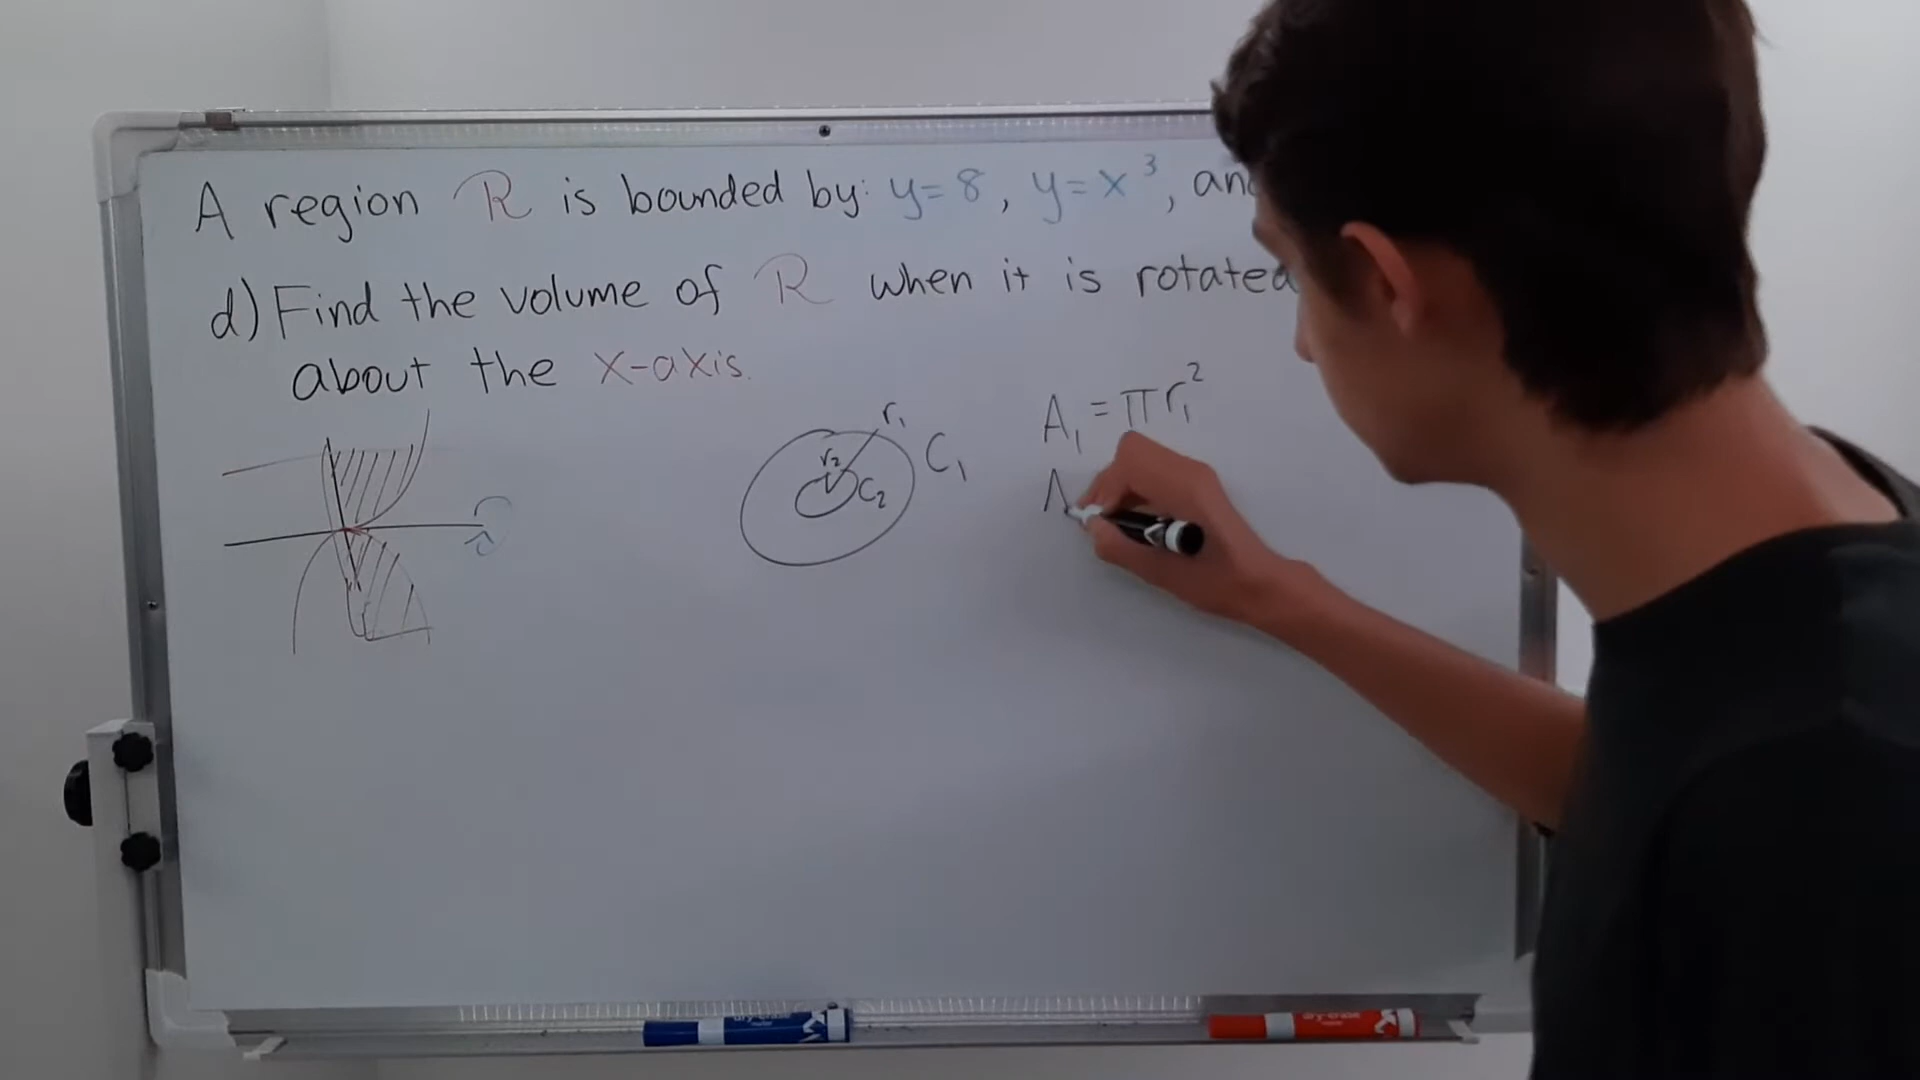 A region R is bounded by: y=8, y=x³, an
d) Find the volume of R when it is rotated
about the x-axis.
r₁
C₁
r₂
C₂
A₁ = πr₁²